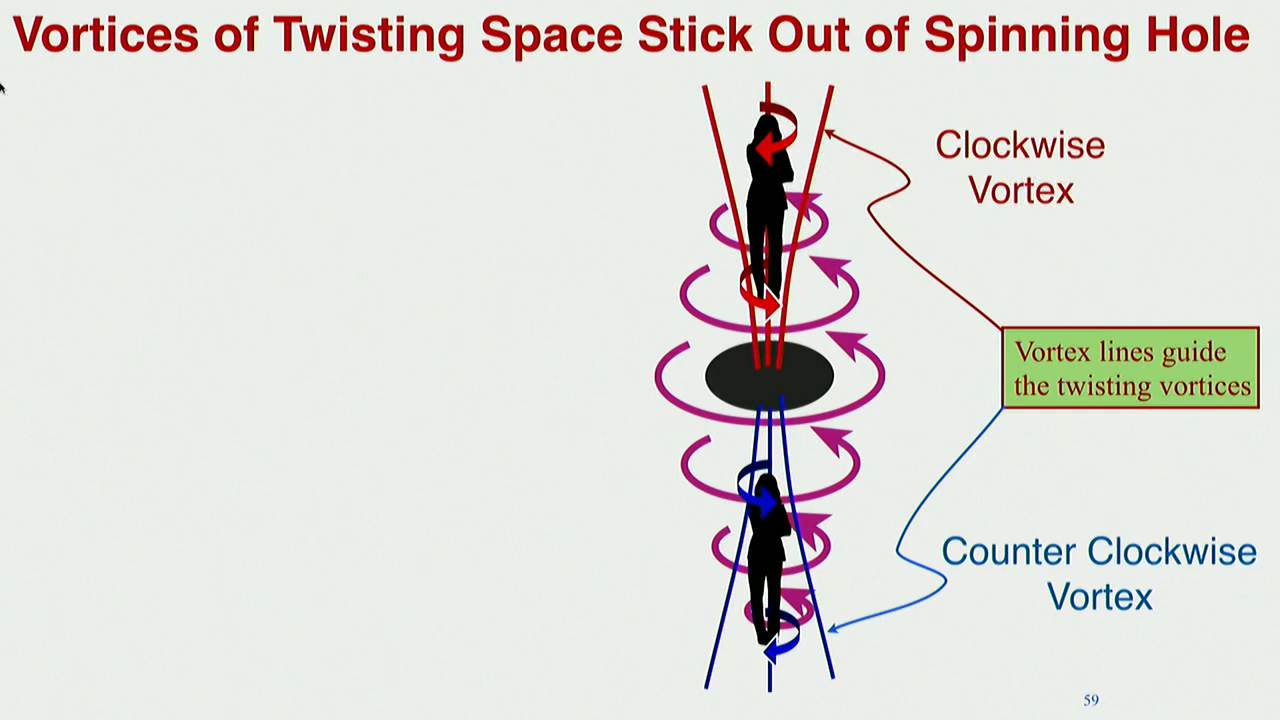 Vortices of Twisting Space Stick Out of Spinning Hole
Clockwise
Vortex
Vortex lines guide
the twisting vortices
Counter Clockwise
Vortex
59